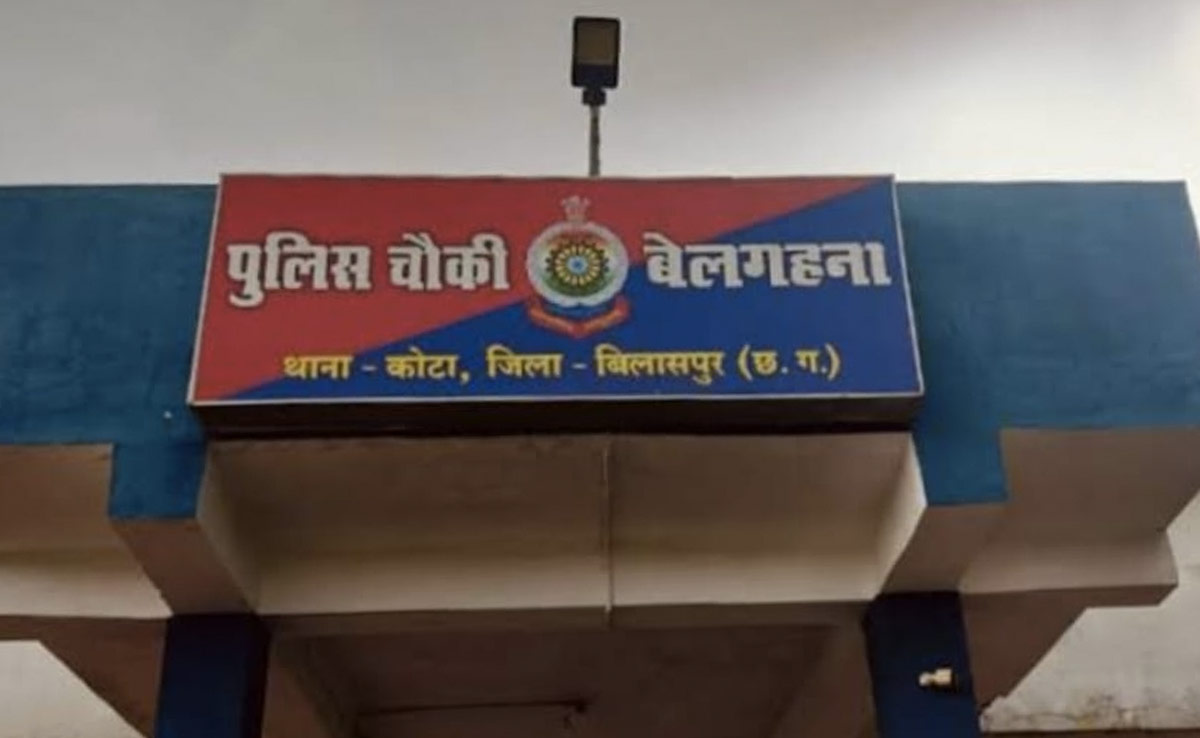 पुलिस चौकी बेलगहना
थाना - कोटा, जिला - बिलासपुर (छ. ग.)